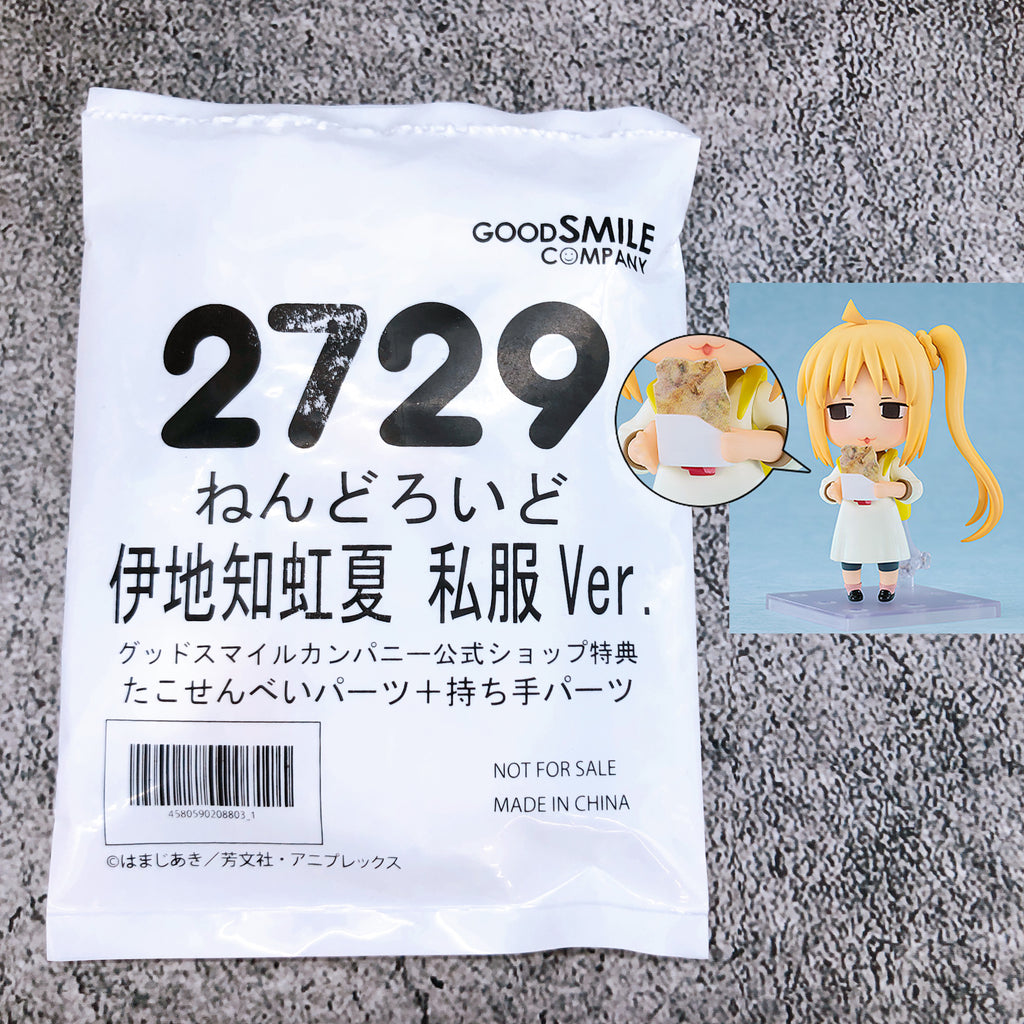 GOODSMILE
COMPANY
2729
ねんどろいど
伊地知虹夏 私服Ver.
グッドスマイルカンパニー公式ショップ特典
たこせんべいパーツ＋持ち手パーツ
4580590208803_1
NOT FOR SALE
MADE IN CHINA
©はまじあき／芳文社・アニプレックス